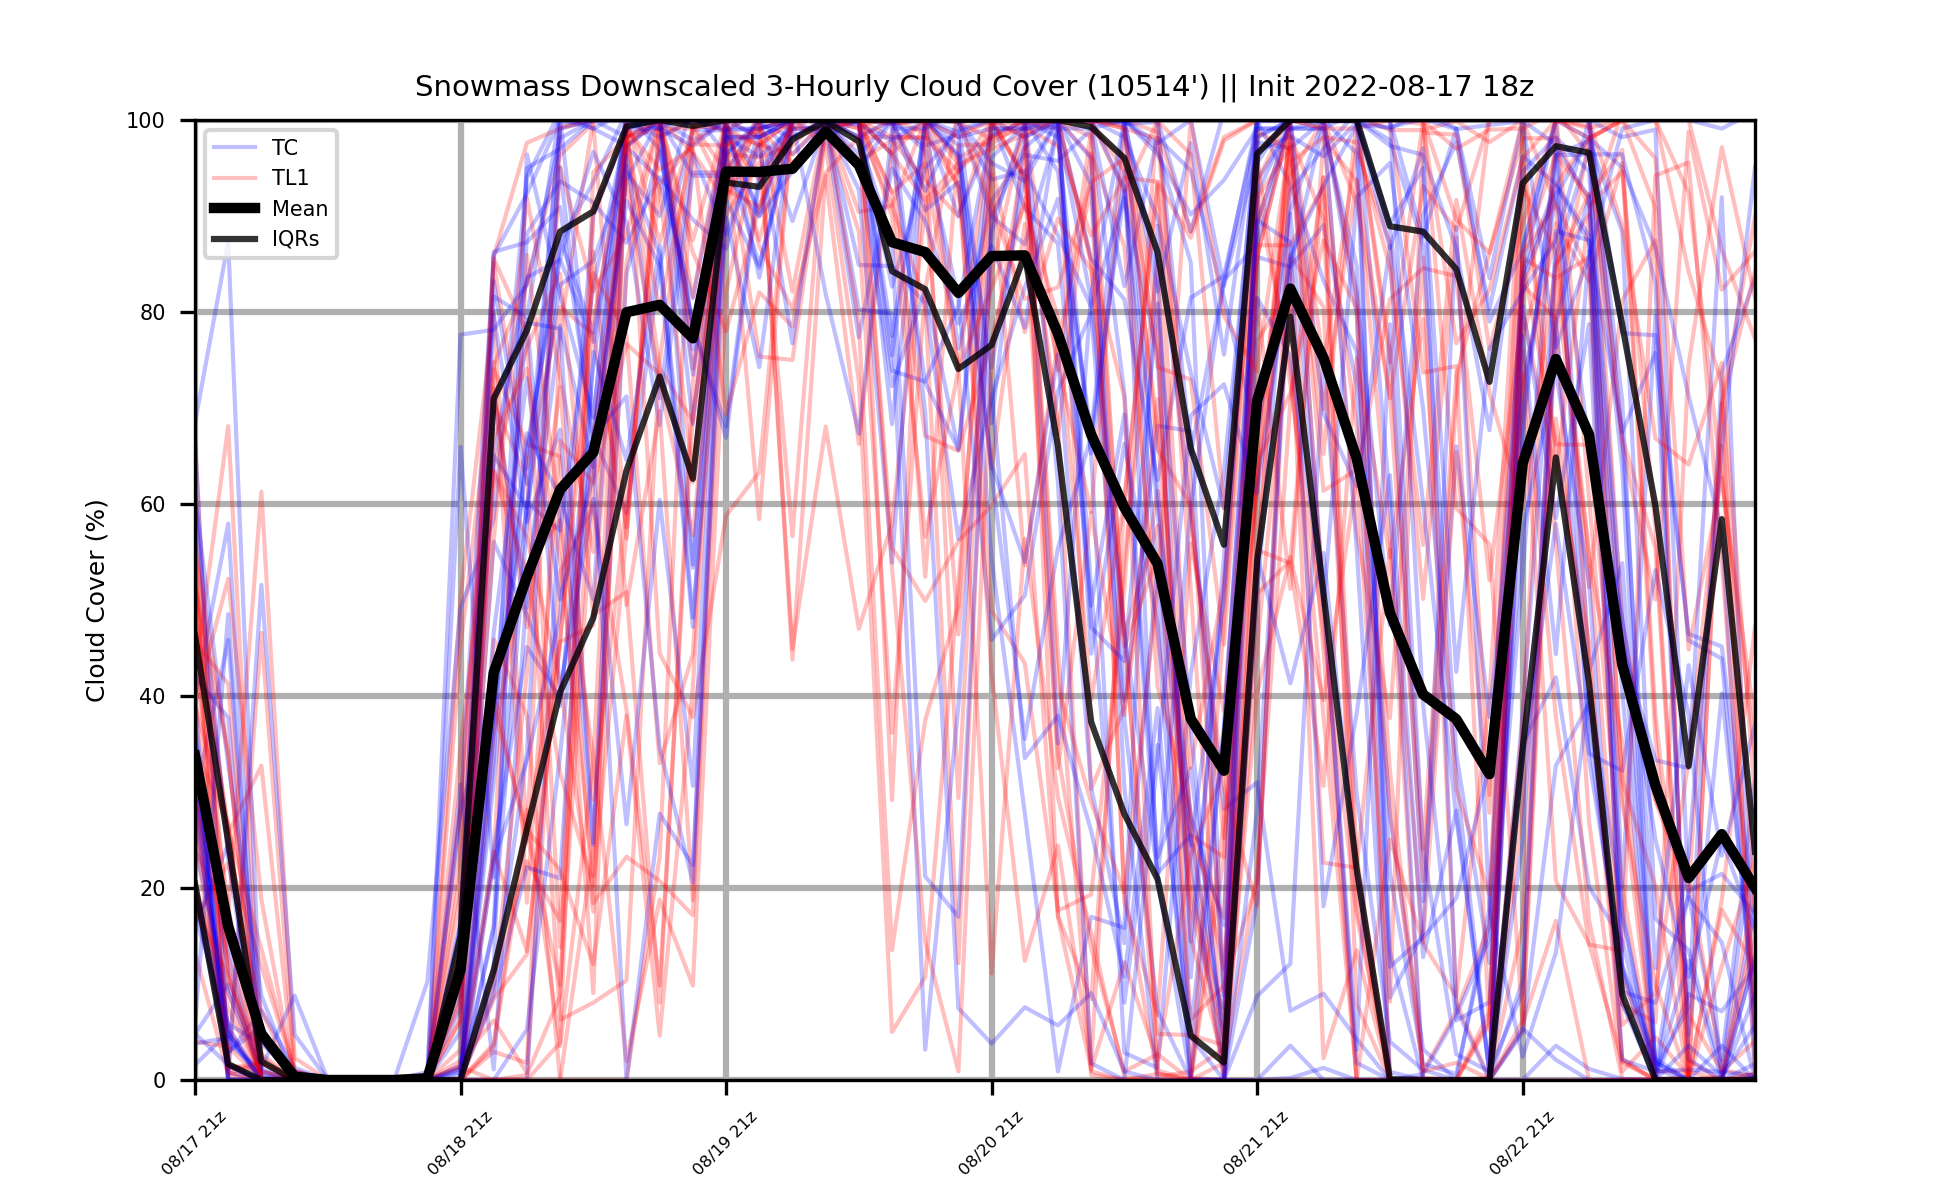 Snowmass Downscaled 3-Hourly Cloud Cover (10514') || Init 2022-08-17 18z
TC
TL1
Mean
IQRs
Cloud Cover (%)
100
80
60
40
20
0
08/17 21z
08/18 21z
08/19 21z
08/20 21z
08/21 21z
08/22 21z